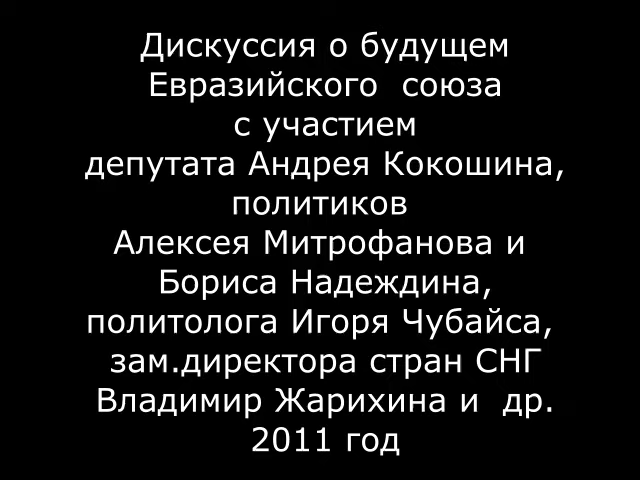 Дискуссия о будущем
Евразийского союза
с участием
депутата Андрея Кокошина,
политиков
Алексея Митрофанова и
Бориса Надеждина,
политолога Игоря Чубайса,
зам.директора стран СНГ
Владимир Жарихина и др.
2011 год